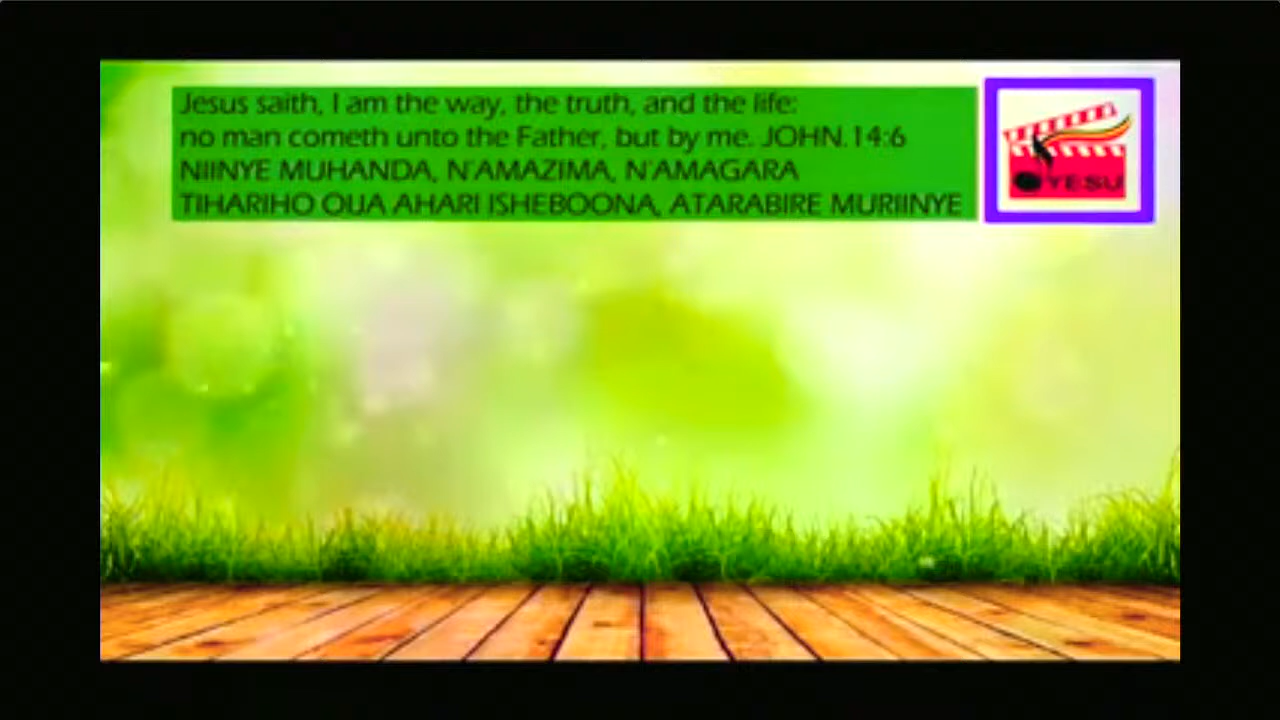 Jesus saith, I am the way, the truth, and the life:
no man cometh unto the Father, but by me. JOHN.14:6
NIINYE MUHANDA, N'AMAZIMA, N'AMAGARA
TIHARIHO OUA AHARI ISHEBOONA, ATARABIRE MURIINYE
YESU